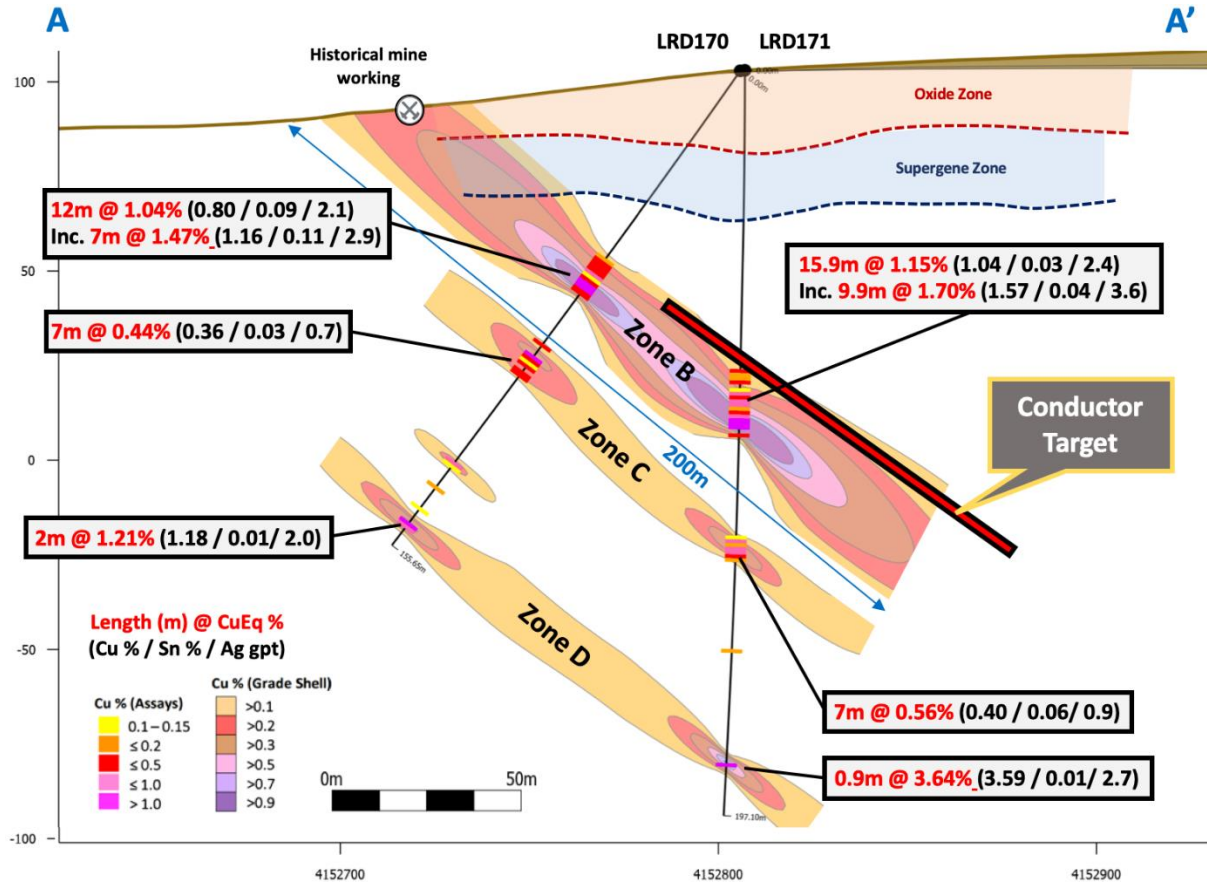 A
A'
Historical mine
working
LRD170
LRD171
0.00m
0.00m
Oxide Zone
Supergene Zone
100
50
0
-50
-100
12m @ 1.04% (0.80 / 0.09 / 2.1)
Inc. 7m @ 1.47% (1.16 / 0.11 / 2.9)
15.9m @ 1.15% (1.04 / 0.03 / 2.4)
Inc. 9.9m @ 1.70% (1.57 / 0.04 / 3.6)
7m @ 0.44% (0.36 / 0.03 / 0.7)
Zone B
Conductor
Target
Zone C
200m
2m @ 1.21% (1.18 / 0.01/ 2.0)
155.65m
Zone D
Length (m) @ CuEq %
(Cu % / Sn % / Ag gpt)
Cu % (Assays)
0.1 – 0.15
≤ 0.2
≤ 0.5
≤ 1.0
> 1.0
Cu % (Grade Shell)
>0.1
>0.2
>0.3
>0.5
>0.7
>0.9
0m
50m
7m @ 0.56% (0.40 / 0.06/ 0.9)
0.9m @ 3.64% (3.59 / 0.01/ 2.7)
197.10m
4152700
4152800
4152900